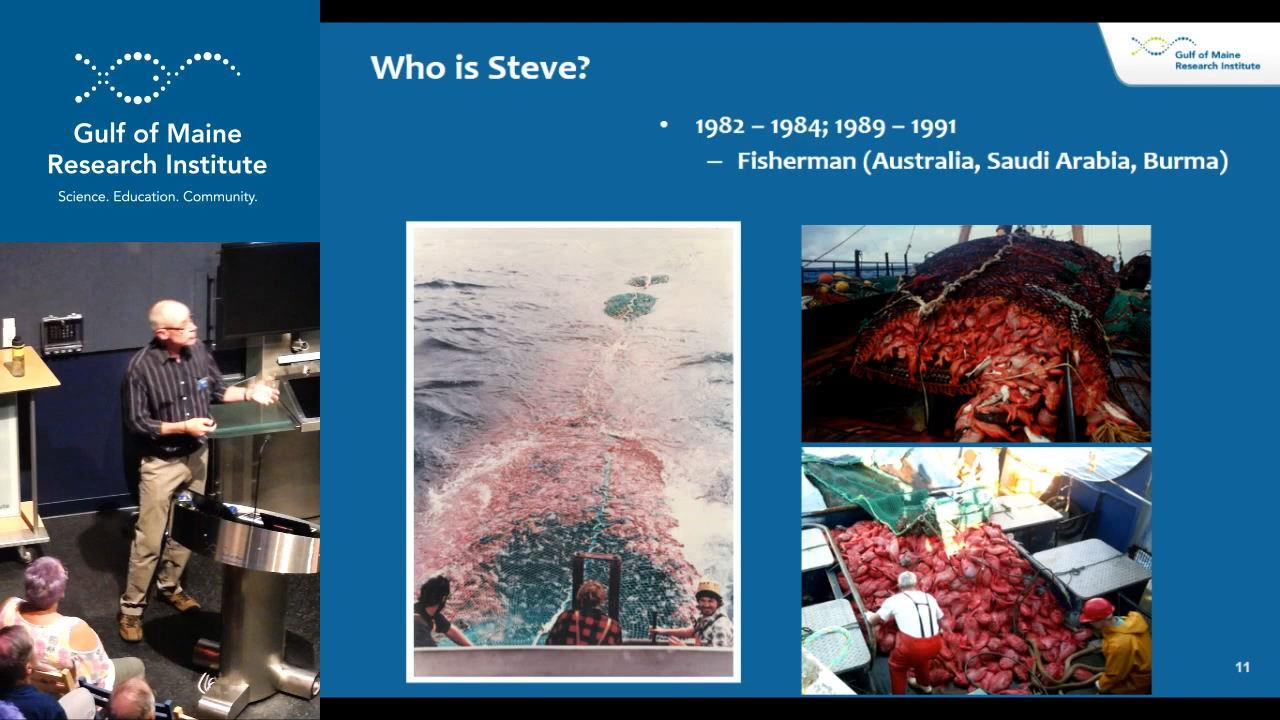 Gulf of Maine
Research Institute
Science. Education. Community.
Who is Steve?
Gulf of Maine
Research Institute
• 1982 – 1984; 1989 – 1991
– Fisherman (Australia, Saudi Arabia, Burma)
11